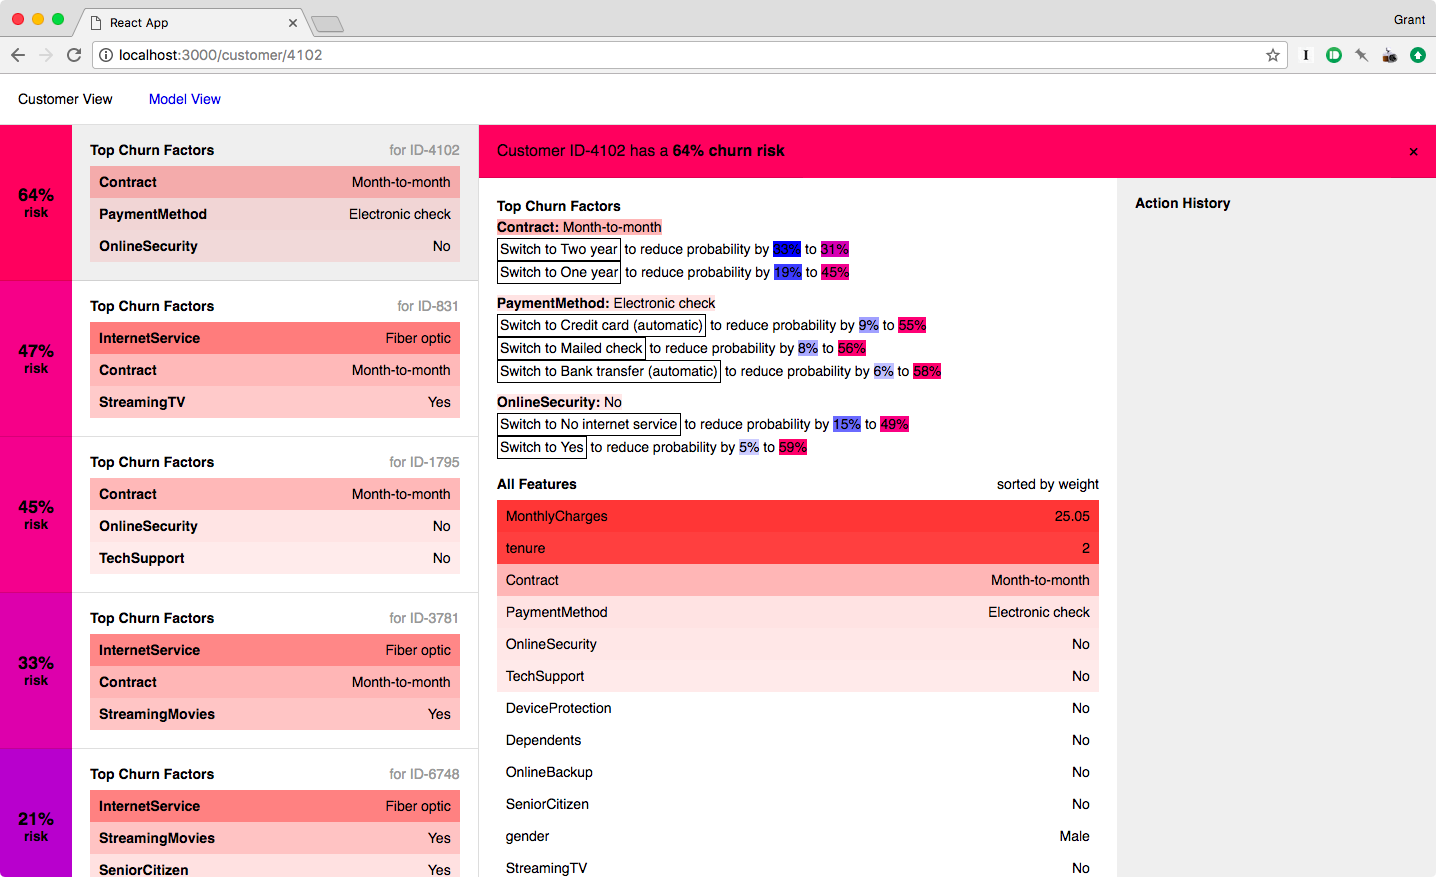 React App
Grant
localhost:3000/customer/4102
Customer View Model View
64%
risk
Top Churn Factors for ID-4102
Contract Month-to-month
PaymentMethod Electronic check
OnlineSecurity No
47%
risk
Top Churn Factors for ID-831
InternetService Fiber optic
Contract Month-to-month
StreamingTV Yes
45%
risk
Top Churn Factors for ID-1795
Contract Month-to-month
OnlineSecurity No
TechSupport No
33%
risk
Top Churn Factors for ID-3781
InternetService Fiber optic
Contract Month-to-month
StreamingMovies Yes
21%
risk
Top Churn Factors for ID-6748
InternetService Fiber optic
StreamingMovies Yes
SeniorCitizen Yes
Customer ID-4102 has a 64% churn risk ×
Top Churn Factors
Contract: Month-to-month
Switch to Two year to reduce probability by 33% to 31%
Switch to One year to reduce probability by 19% to 45%
PaymentMethod: Electronic check
Switch to Credit card (automatic) to reduce probability by 9% to 55%
Switch to Mailed check to reduce probability by 8% to 56%
Switch to Bank transfer (automatic) to reduce probability by 6% to 58%
OnlineSecurity: No
Switch to No internet service to reduce probability by 15% to 49%
Switch to Yes to reduce probability by 5% to 59%
All Features sorted by weight
MonthlyCharges 25.05
tenure 2
Contract Month-to-month
PaymentMethod Electronic check
OnlineSecurity No
TechSupport No
DeviceProtection No
Dependents No
OnlineBackup No
SeniorCitizen No
gender Male
StreamingTV No
Action History